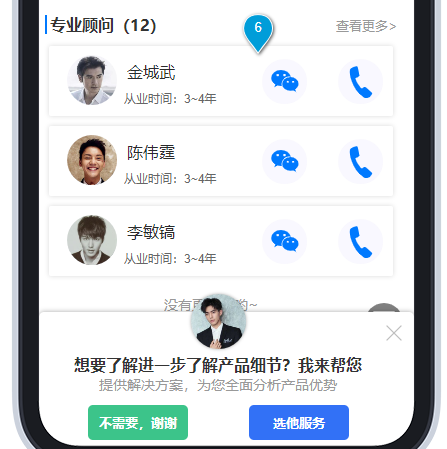 6
专业顾问（12）
查看更多>
金城武
从业时间：3~4年
陈伟霆
从业时间：3~4年
李敏镐
从业时间：3~4年
没有更 哟~
想要了解进一步了解产品细节？我来帮您
提供解决方案，为您全面分析产品优势
不需要，谢谢
选他服务